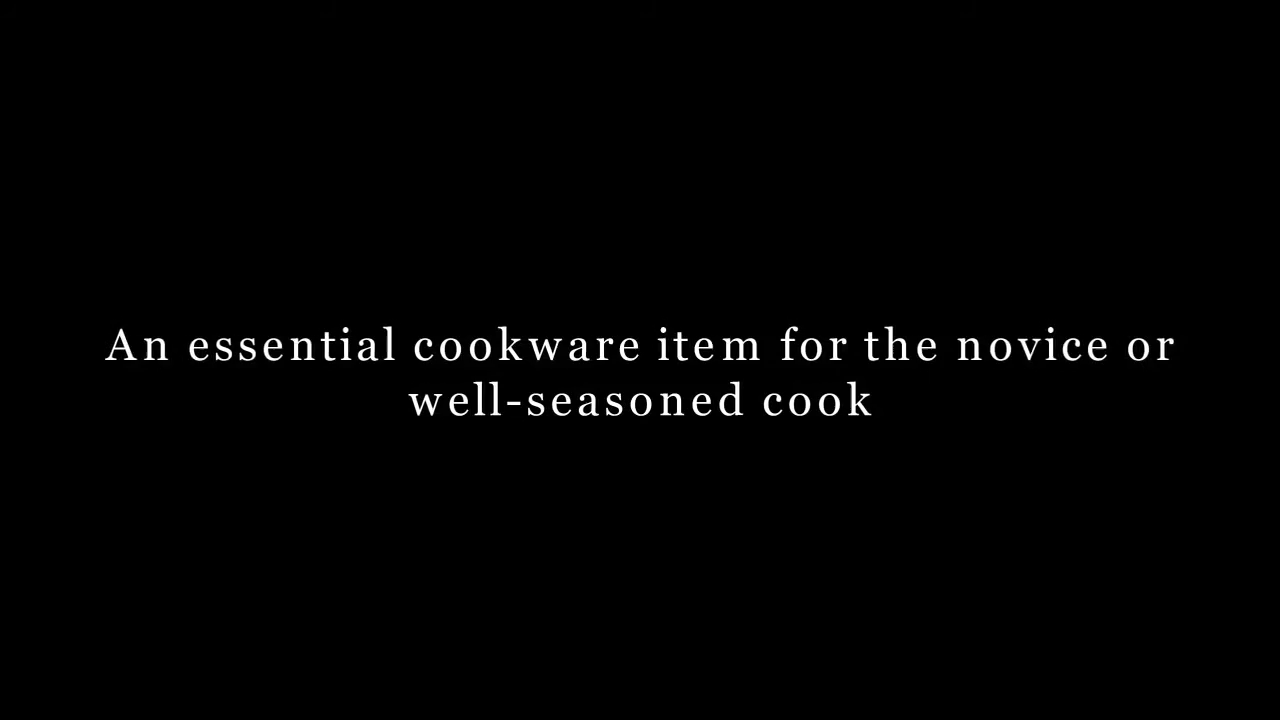 An essential cookware item for the novice or
well-seasoned cook